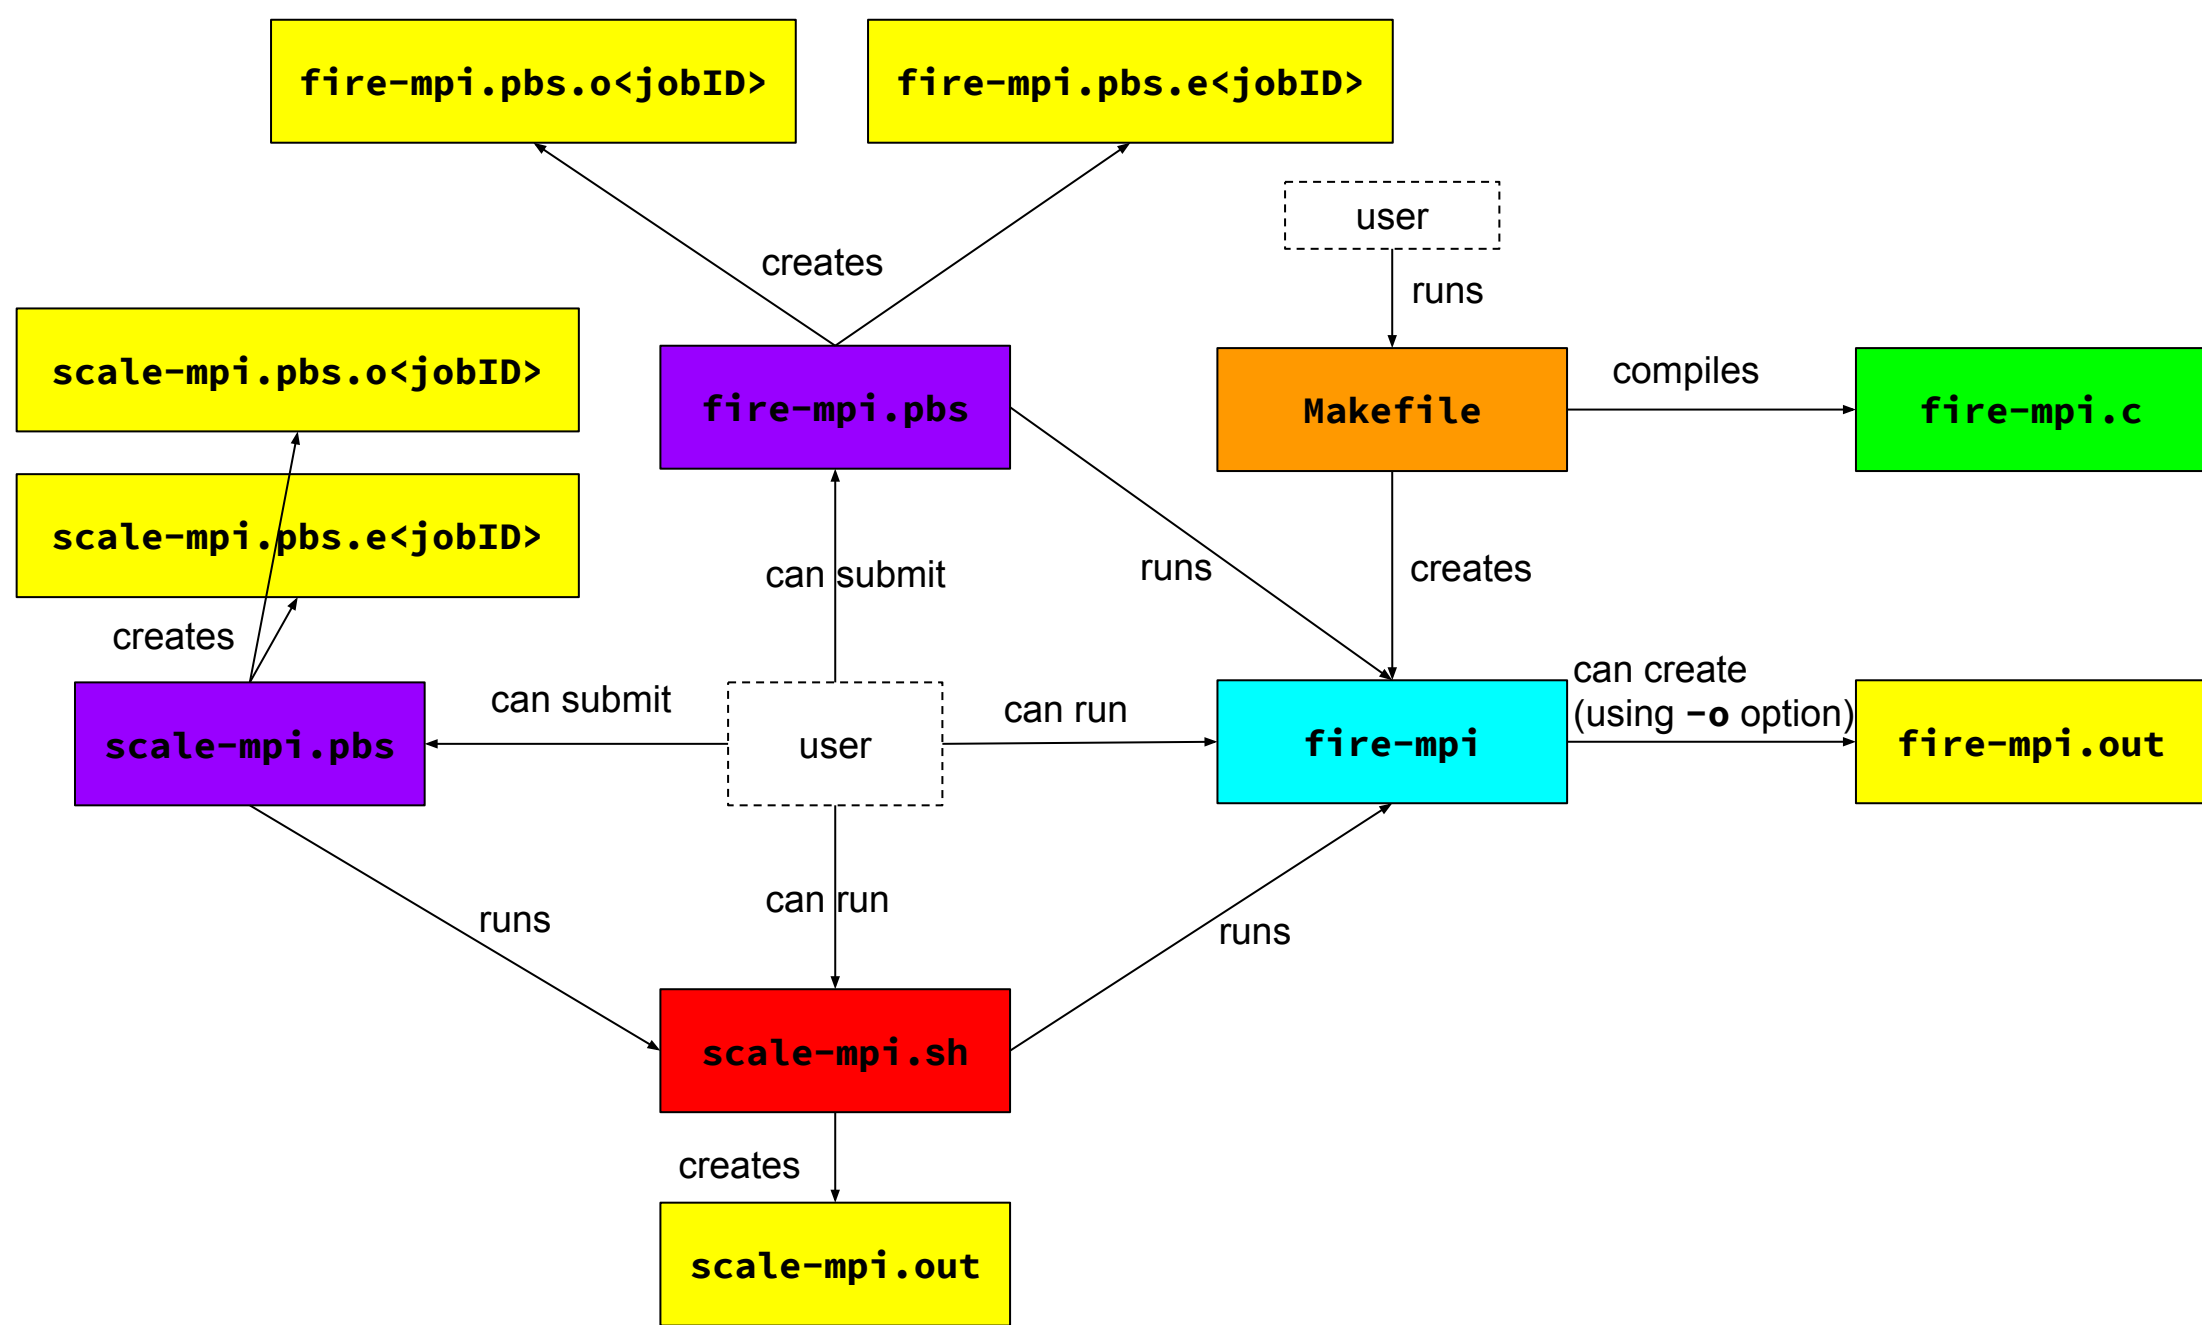 fire-mpi.pbs.o<jobID>
fire-mpi.pbs.e<jobID>
user
creates
runs
scale-mpi.pbs.o<jobID>
fire-mpi.pbs
Makefile
compiles
fire-mpi.c
scale-mpi.pbs.e<jobID>
can submit
runs
creates
creates
can create
(using -o option)
scale-mpi.pbs
can submit
user
can run
fire-mpi
fire-mpi.out
runs
can run
runs
scale-mpi.sh
creates
scale-mpi.out